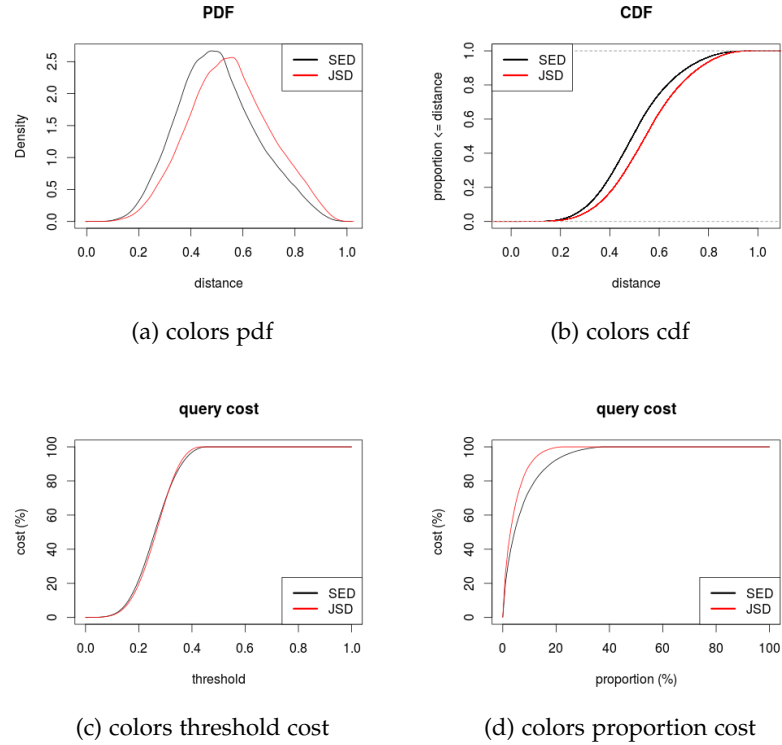 PDF
Density
0.0 0.5 1.0 1.5 2.0 2.5
SED
JSD
0.0 0.2 0.4 0.6 0.8 1.0
distance
(a) colors pdf
CDF
proportion <= distance
0.0 0.2 0.4 0.6 0.8 1.0
SED
JSD
0.0 0.2 0.4 0.6 0.8 1.0
distance
(b) colors cdf
query cost
cost (%)
0 20 40 60 80 100
SED
JSD
0.0 0.2 0.4 0.6 0.8 1.0
threshold
(c) colors threshold cost
query cost
cost (%)
0 20 40 60 80 100
SED
JSD
0 20 40 60 80 100
proportion (%)
(d) colors proportion cost